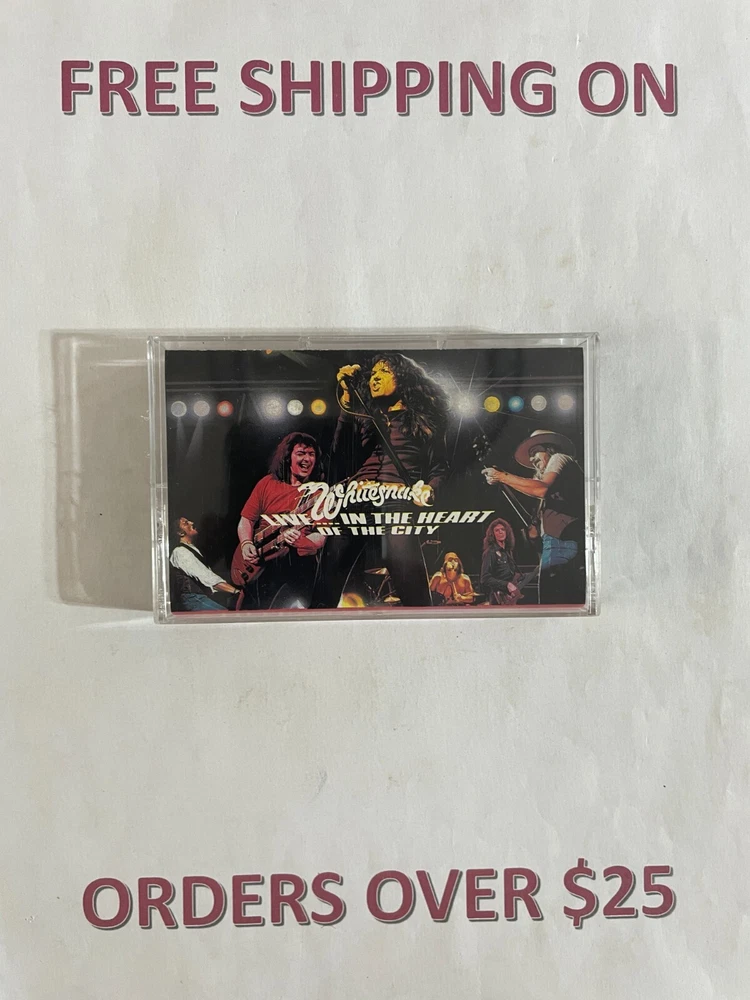 FREE SHIPPING ON
Whitesnake
LIVE....IN THE HEART
OF THE CITY
ORDERS OVER $25